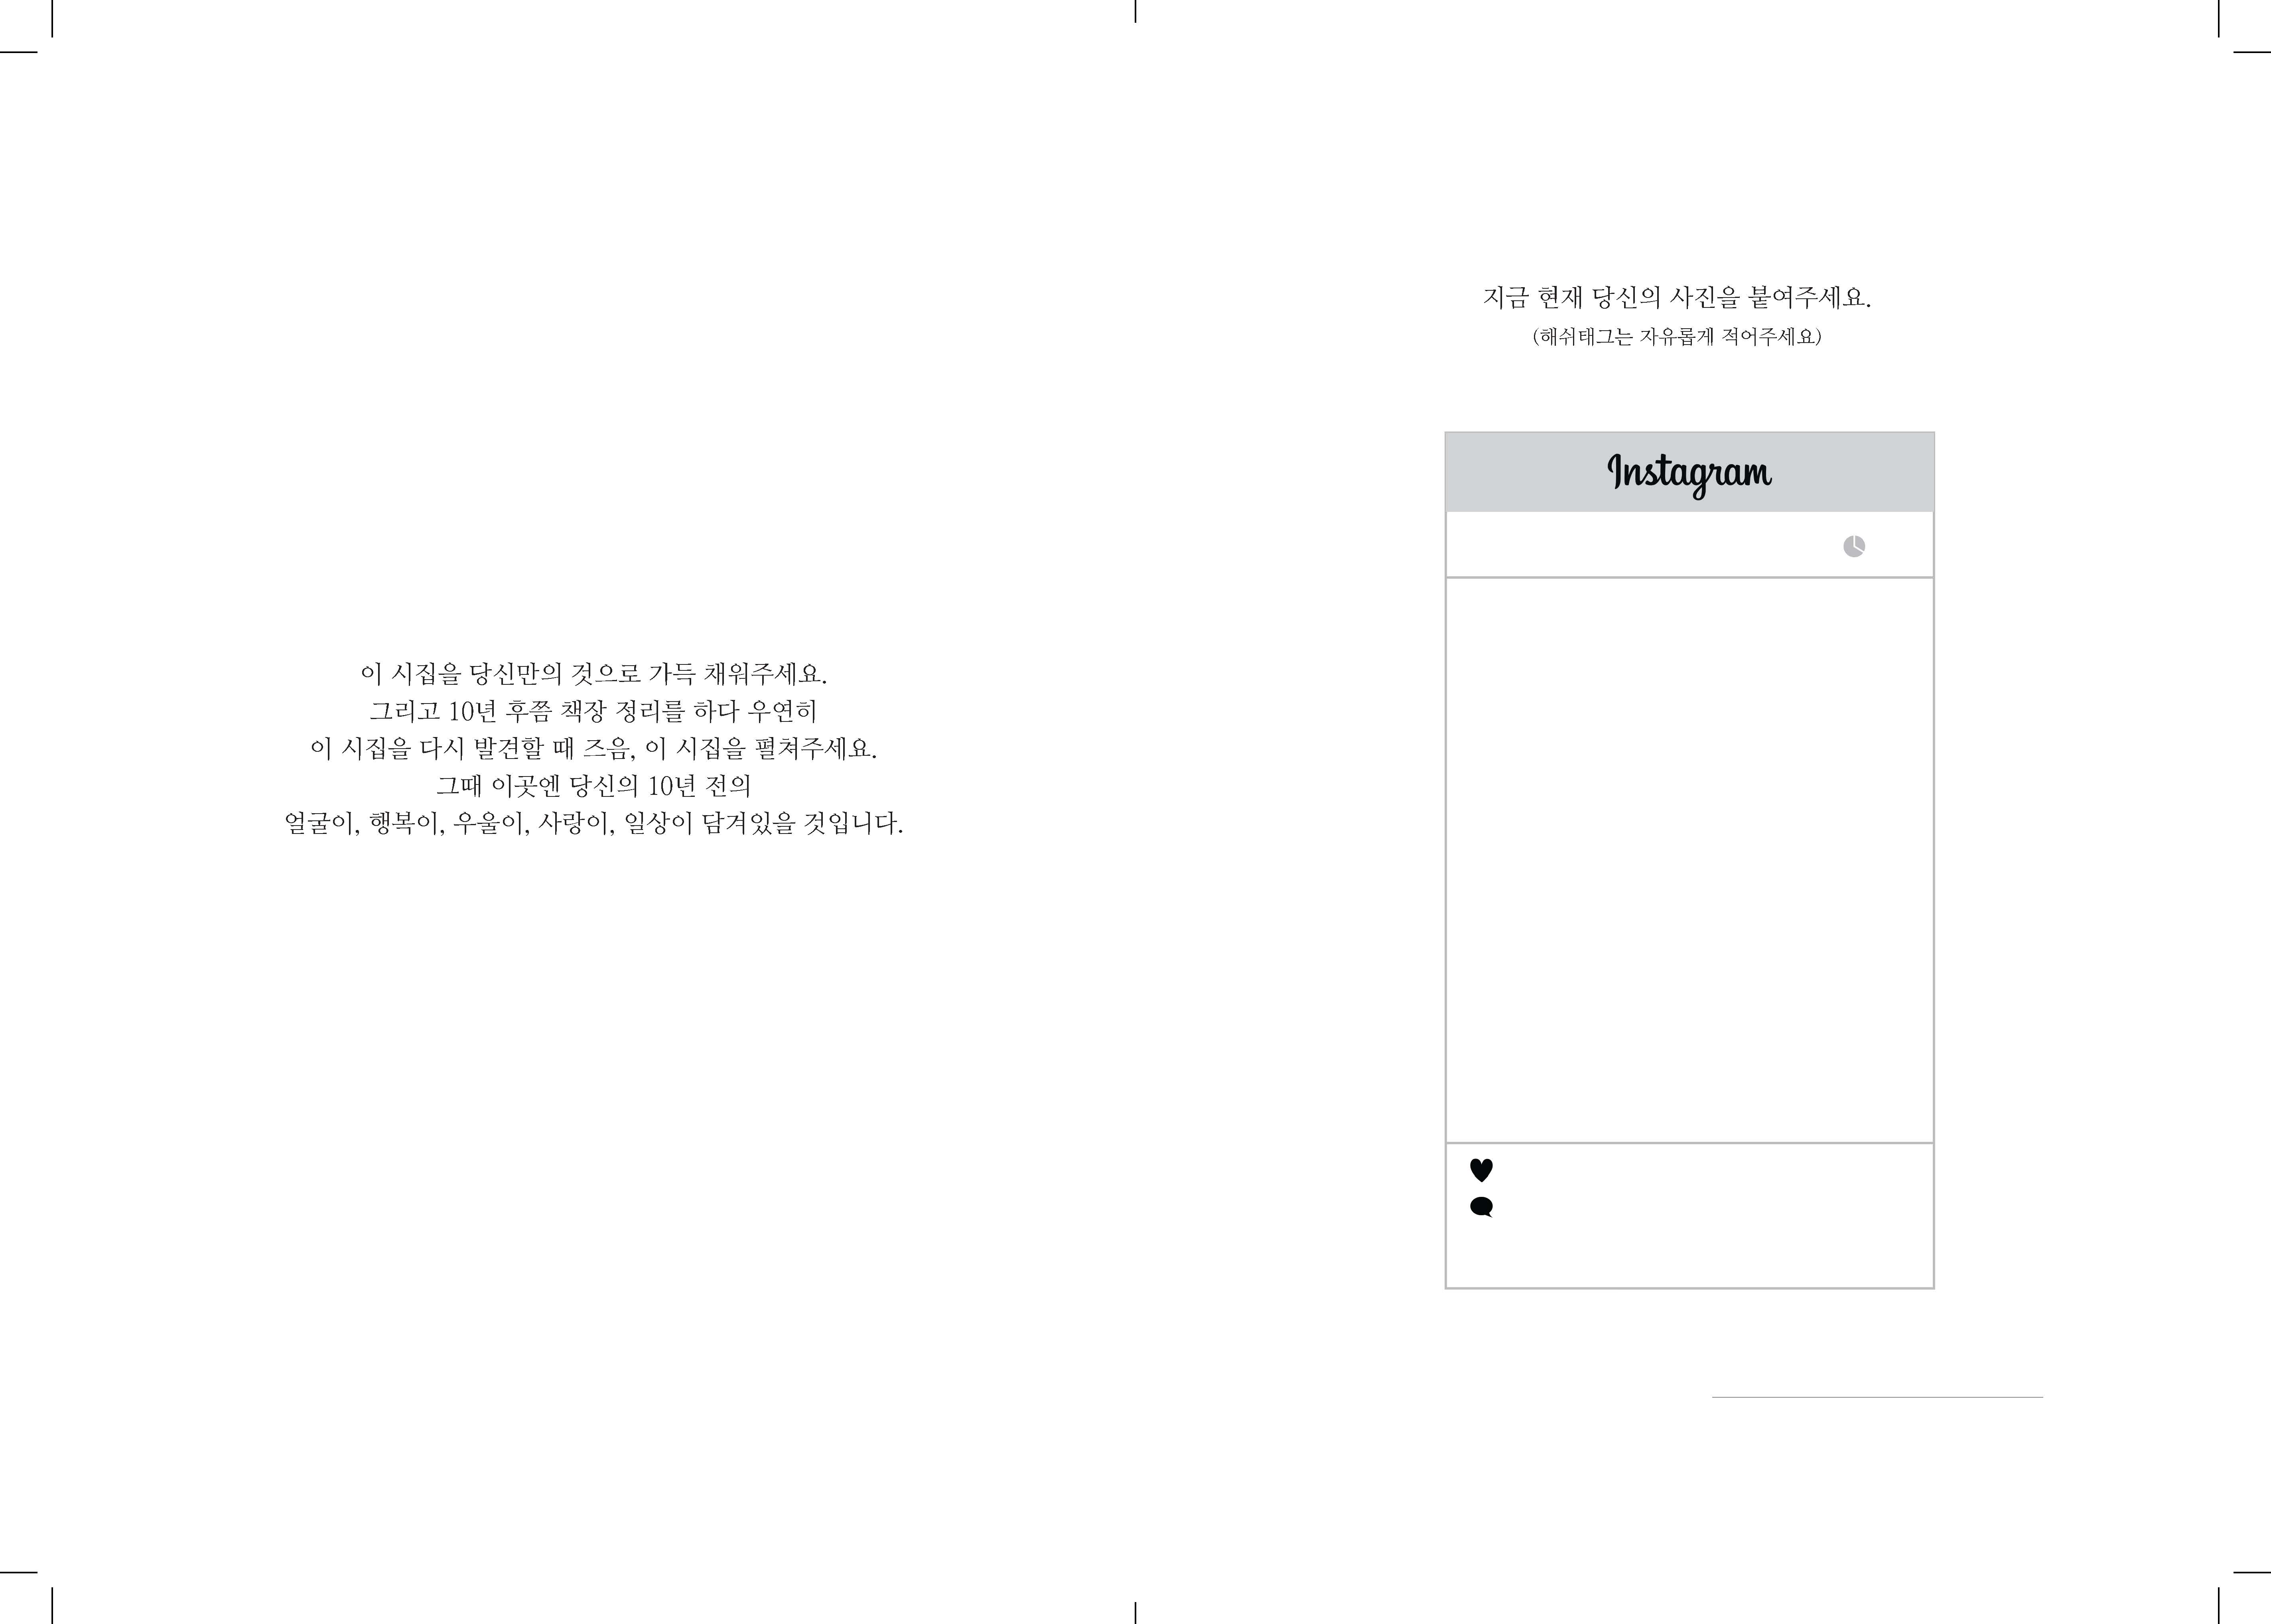 이 시집을 당신만의 것으로 가득 채워주세요.
그리고 10년 후쯤 책장 정리를 하다 우연히
이 시집을 다시 발견할 때 즈음, 이 시집을 펼쳐주세요.
그때 이곳엔 당신의 10년 전의
얼굴이, 행복이, 우울이, 사랑이, 일상이 담겨있을 것입니다.
지금 현재 당신의 사진을 붙여주세요.
(해쉬태그는 자유롭게 적어주세요)
Instagram